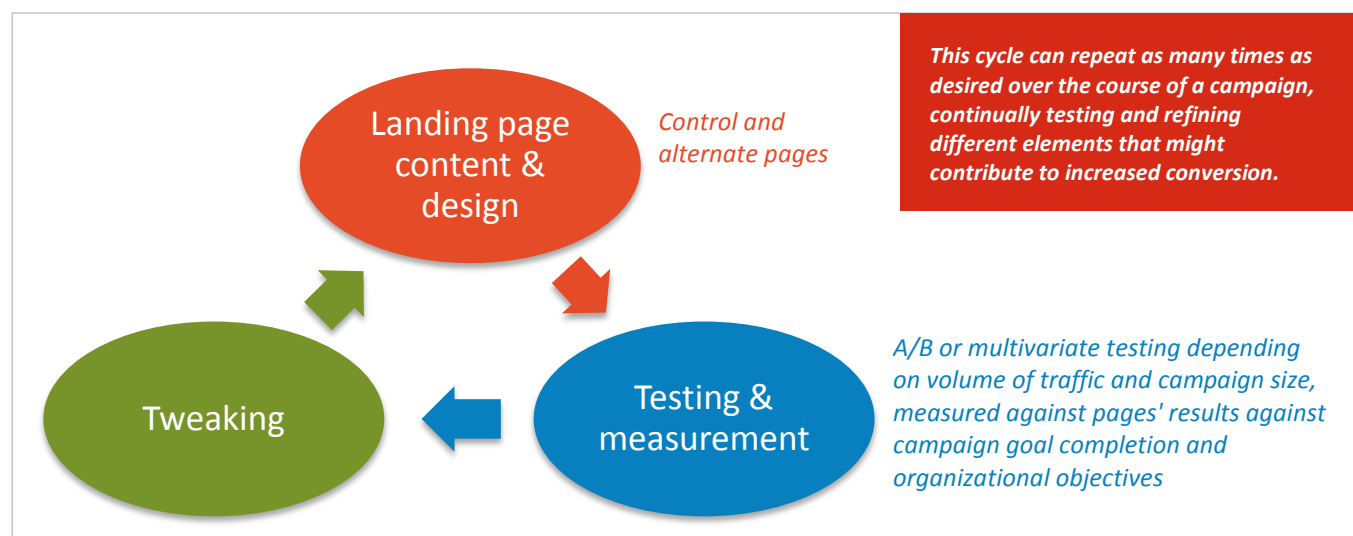 Landing page
content &
design
Control and
alternate pages
This cycle can repeat as many times as
desired over the course of a campaign,
continually testing and refining
different elements that might
contribute to increased conversion.
Tweaking
Testing &
measurement
A/B or multivariate testing depending
on volume of traffic and campaign size,
measured against pages' results against
campaign goal completion and
organizational objectives